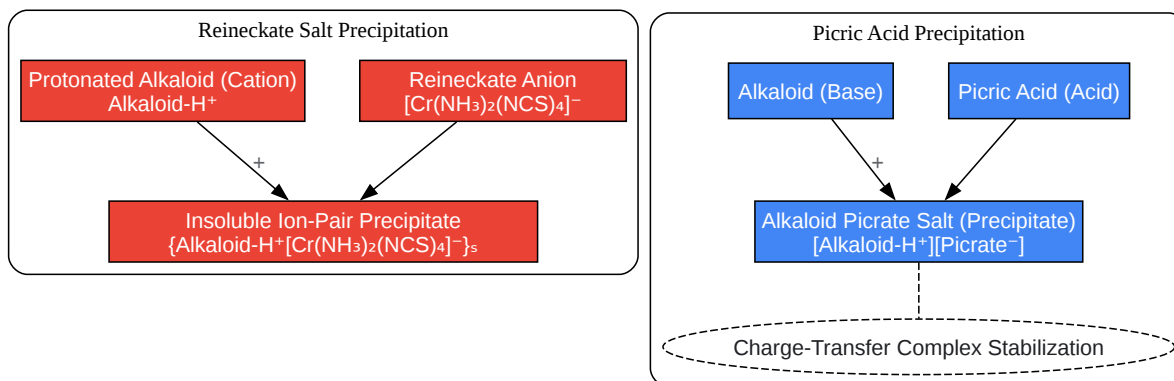 Reineckate Salt Precipitation
Protonated Alkaloid (Cation)
Alkaloid-H⁺
Reineckate Anion
[Cr(NH₃)₂(NCS)₄]⁻
+
Insoluble Ion-Pair Precipitate
{Alkaloid-H⁺[Cr(NH₃)₂(NCS)₄]⁻}ₛ
Picric Acid Precipitation
Alkaloid (Base)
Picric Acid (Acid)
+
Alkaloid Picrate Salt (Precipitate)
[Alkaloid-H⁺][Picrate⁻]
Charge-Transfer Complex Stabilization